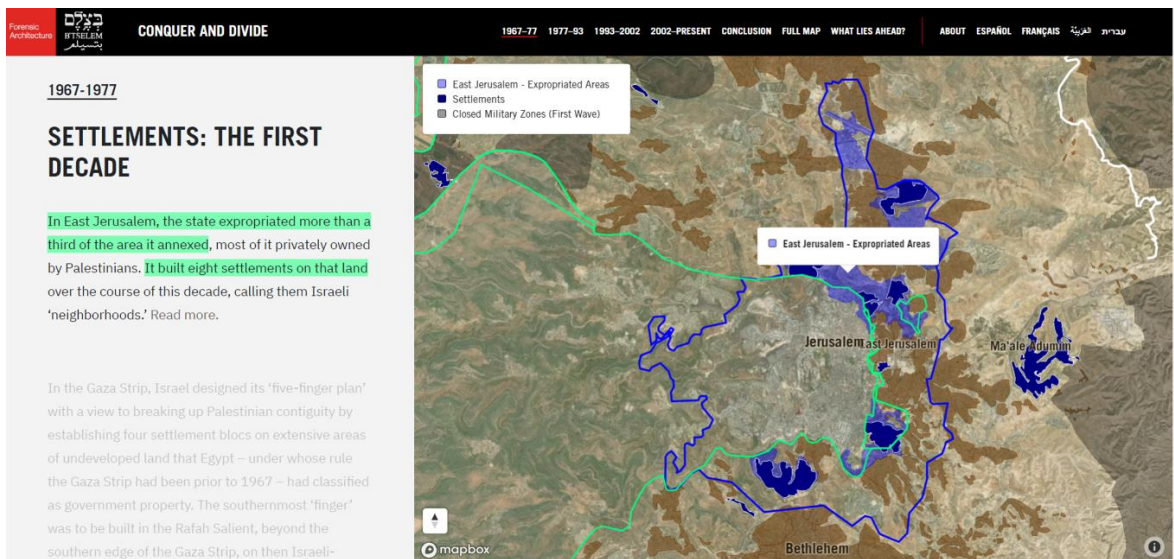 Forensic
Architecture
בצלם
B'TSELEM
بتسيلم
CONQUER AND DIVIDE
1967–77 1977–93 1993–2002 2002–PRESENT CONCLUSION FULL MAP WHAT LIES AHEAD?
ABOUT ESPAÑOL FRANÇAIS العَرَبِيَّة עברית
1967-1977
SETTLEMENTS: THE FIRST
DECADE
In East Jerusalem, the state expropriated more than a
third of the area it annexed, most of it privately owned
by Palestinians. It built eight settlements on that land
over the course of this decade, calling them Israeli
‘neighborhoods.’ Read more.
In the Gaza Strip, Israel designed its ‘five-finger plan’
with a view to breaking up Palestinian contiguity by
establishing four settlement blocs on extensive areas
of undeveloped land that Egypt – under whose rule
the Gaza Strip had been prior to 1967 – had classified
as government property. The southernmost ‘finger’
was to be built in the Rafah Salient, beyond the
southern edge of the Gaza Strip, on then Israeli-
East Jerusalem - Expropriated Areas
Settlements
Closed Military Zones (First Wave)
East Jerusalem - Expropriated Areas
Jerusalem
East Jerusalem
Ma'ale Adumim
Bethlehem
mapbox